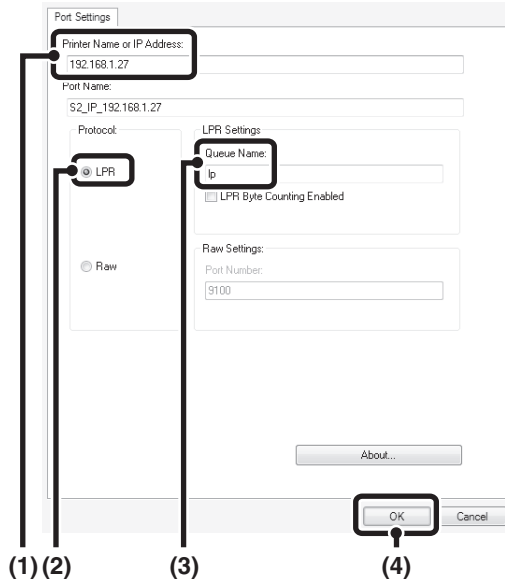 Port Settings
Printer Name or IP Address:
192.168.1.27
Port Name:
S2_IP_192.168.1.27
Protocol:
LPR
Raw
LPR Settings
Queue Name:
lp
LPR Byte Counting Enabled
Raw Settings:
Port Number:
9100
About...
OK
Cancel
(1) (2) (3) (4)